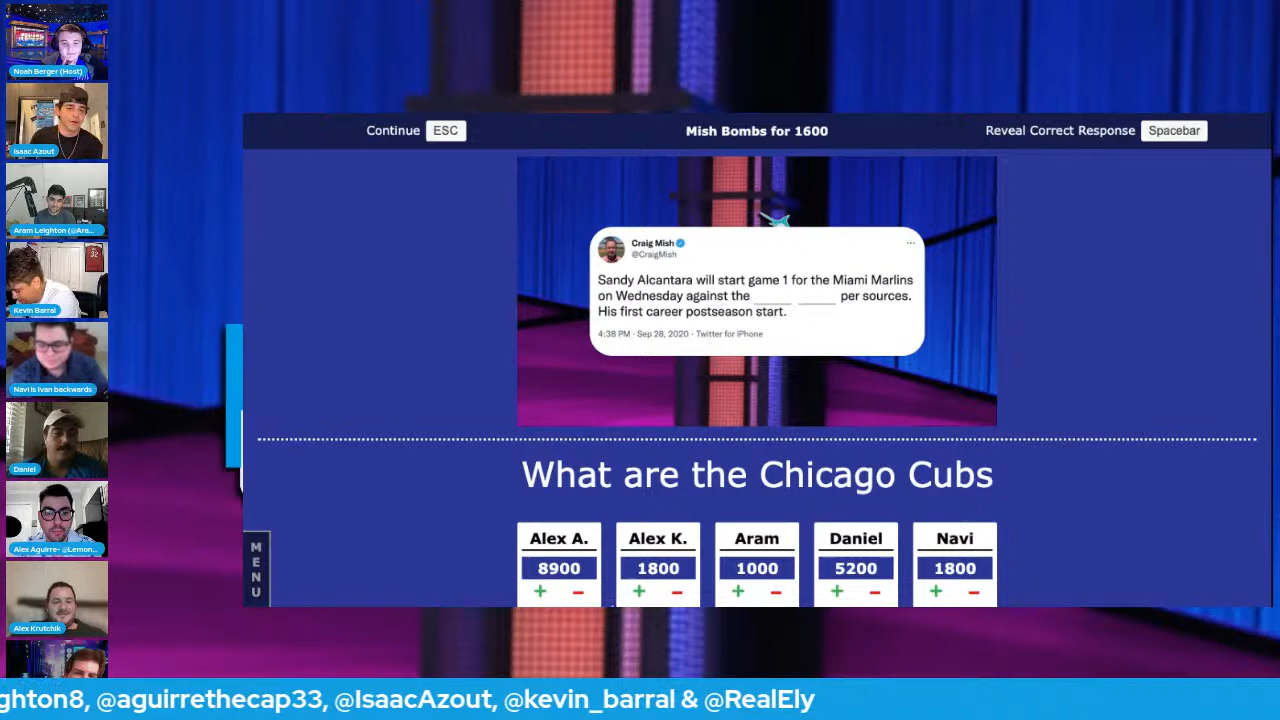 Noah Berger (Host)
Isaac Azout
Aram Leighton (@Ara...
Kevin Barral
32
Navi is Ivan backwards
Daniel
Alex Aguirre- @Lemon...
Alex Krutchik
Continue ESC
Mish Bombs for 1600
Reveal Correct Response Spacebar
Craig Mish
@CraigMish
Sandy Alcantara will start game 1 for the Miami Marlins
on Wednesday against the _____ _____ per sources.
His first career postseason start.
4:38 PM · Sep 28, 2020 · Twitter for iPhone
What are the Chicago Cubs
MENU
Alex A. Alex K. Aram Daniel Navi
8900 1800 1000 5200 1800
+ − + − + − + − + −
ghton8, @aguirrethecap33, @IsaacAzout, @kevin_barral & @RealEly